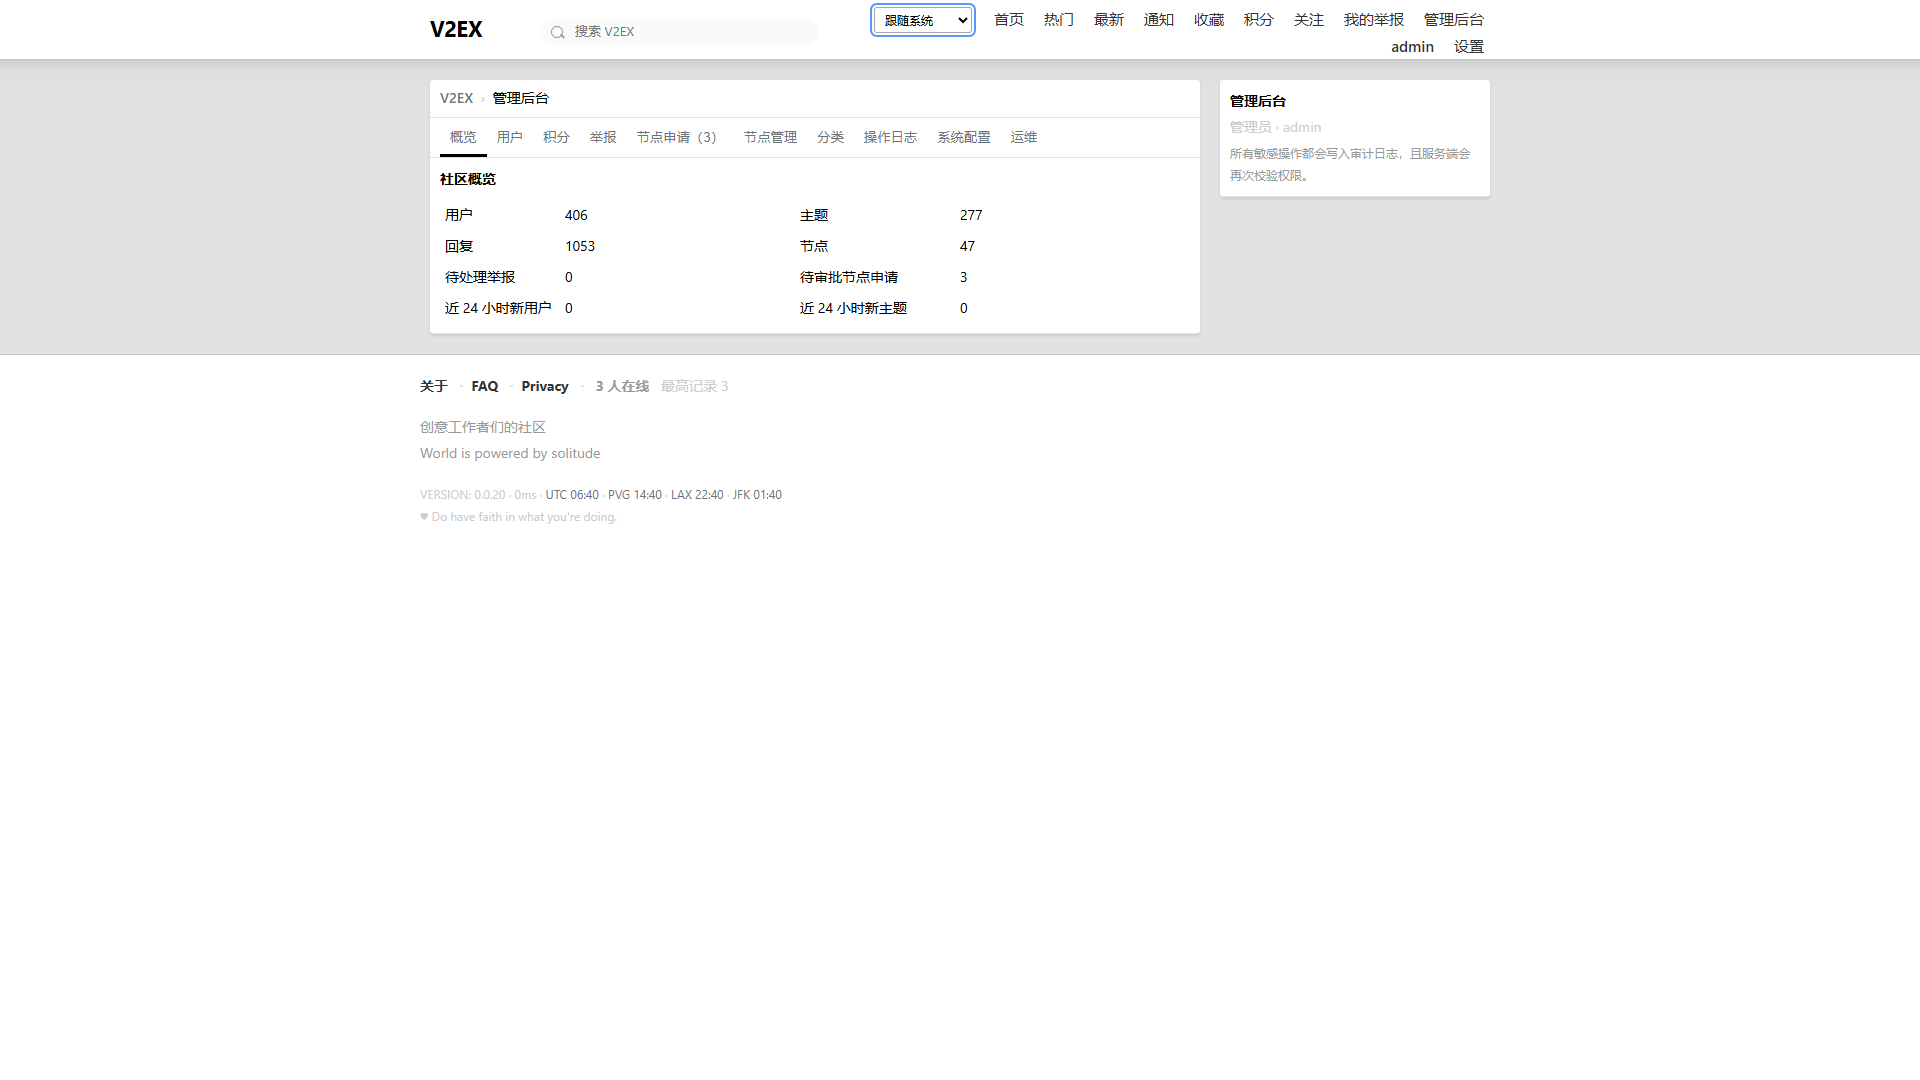 V2EX
搜索 V2EX
跟随系统 首页 热门 最新 通知 收藏 积分 关注 我的举报 管理后台
admin 设置
V2EX › 管理后台
概览 用户 积分 举报 节点申请（3） 节点管理 分类 操作日志 系统配置 运维
社区概览
用户 406 主题 277
回复 1053 节点 47
待处理举报 0 待审批节点申请 3
近 24 小时新用户 0 近 24 小时新主题 0
管理后台
管理员 · admin
所有敏感操作都会写入审计日志，且服务端会
再次校验权限。
关于 · FAQ · Privacy · 3 人在线 最高记录 3
创意工作者们的社区
World is powered by solitude
VERSION: 0.0.20 · 0ms · UTC 06:40 · PVG 14:40 · LAX 22:40 · JFK 01:40
♥ Do have faith in what you're doing.